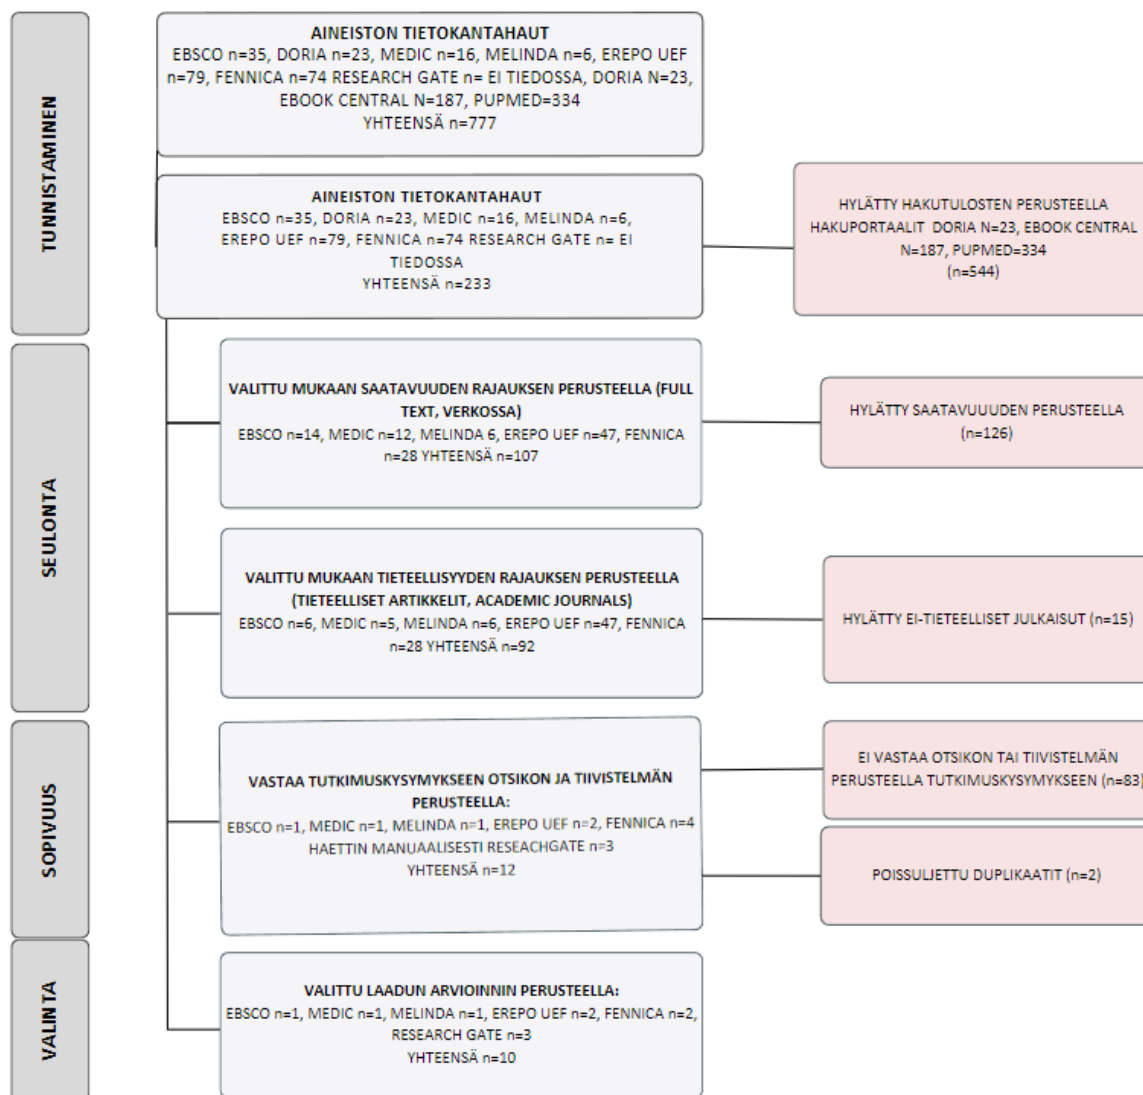 TUNNISTAMINEN
AINEISTON TIETOKANTAHAUT
EBSCO n=35, DORIA n=23, MEDIC n=16, MELINDA n=6, EREPO UEF
n=79, FENNICA n=74 RESEARCH GATE n= EI TIEDOSSA, DORIA N=23,
EBOOK CENTRAL N=187, PUPMED=334
YHTEENSÄ n=777
AINEISTON TIETOKANTAHAUT
EBSCO n=35, DORIA n=23, MEDIC n=16, MELINDA n=6,
EREPO UEF n=79, FENNICA n=74 RESEARCH GATE n= EI
TIEDOSSA
YHTEENSÄ n=233
HYLÄTTY HAKUTULOSTEN PERUSTEELLA
HAKUPORTAALIT DORIA N=23, EBOOK CENTRAL
N=187, PUPMED=334
(n=544)
SEULONTA
VALITTU MUKAAN SAATAVUUDEN RAJAUKSEN PERUSTEELLA (FULL
TEXT, VERKOSSA)
EBSCO n=14, MEDIC n=12, MELINDA 6, EREPO UEF n=47, FENNICA
n=28 YHTEENSÄ n=107
HYLÄTTY SAATAVUUUDEN PERUSTEELLA
(n=126)
VALITTU MUKAAN TIETEELLISYYDEN RAJAUKSEN PERUSTEELLA
(TIETEELLISET ARTIKKELIT, ACADEMIC JOURNALS)
EBSCO n=6, MEDIC n=5, MELINDA n=6, EREPO UEF n=47, FENNICA
n=28 YHTEENSÄ n=92
HYLÄTTY EI-TIETEELLISET JULKAISUT (n=15)
SOPIVUUS
VASTAA TUTKIMUSKYSYMYKSEEN OTSIKON JA TIIVISTELMÄN
PERUSTEELLA:
EBSCO n=1, MEDIC n=1, MELINDA n=1, EREPO UEF n=2, FENNICA n=4
HAETTIN MANUAALISESTI RESEACHGATE n=3
YHTEENSÄ n=12
EI VASTAA OTSIKON TAI TIIVISTELMÄN
PERUSTEELLA TUTKIMUSKYSYMYKSEEN (n=83)
POISSULJETTU DUPLIKAATIT (n=2)
VALINTA
VALITTU LAADUN ARVIOINNIN PERUSTEELLA:
EBSCO n=1, MEDIC n=1, MELINDA n=1, EREPO UEF n=2, FENNICA n=2,
RESEARCH GATE n=3
YHTEENSÄ n=10